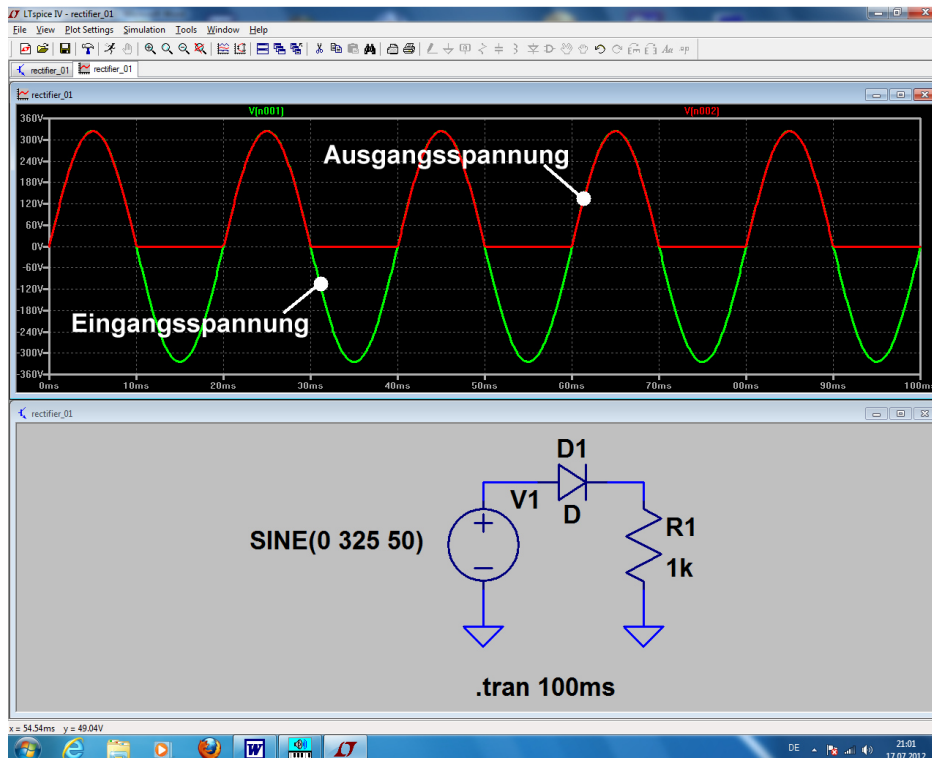 LTspice IV - rectifier_01
File View Plot Settings Simulation Tools Window Help
rectifier_01 rectifier_01
rectifier_01
V(n001) V(n002)
360V
300V
240V
180V
120V
60V
0V
-60V
-120V
-180V
-240V
-300V
-360V
Ausgangsspannung
Eingangsspannung
0ms 10ms 20ms 30ms 40ms 50ms 60ms 70ms 80ms 90ms 100ms
rectifier_01
D1
V1
D
SINE(0 325 50)
R1
1k
.tran 100ms
x = 54.54ms y = 49.04V
W
DE
21:01
17.07.2012